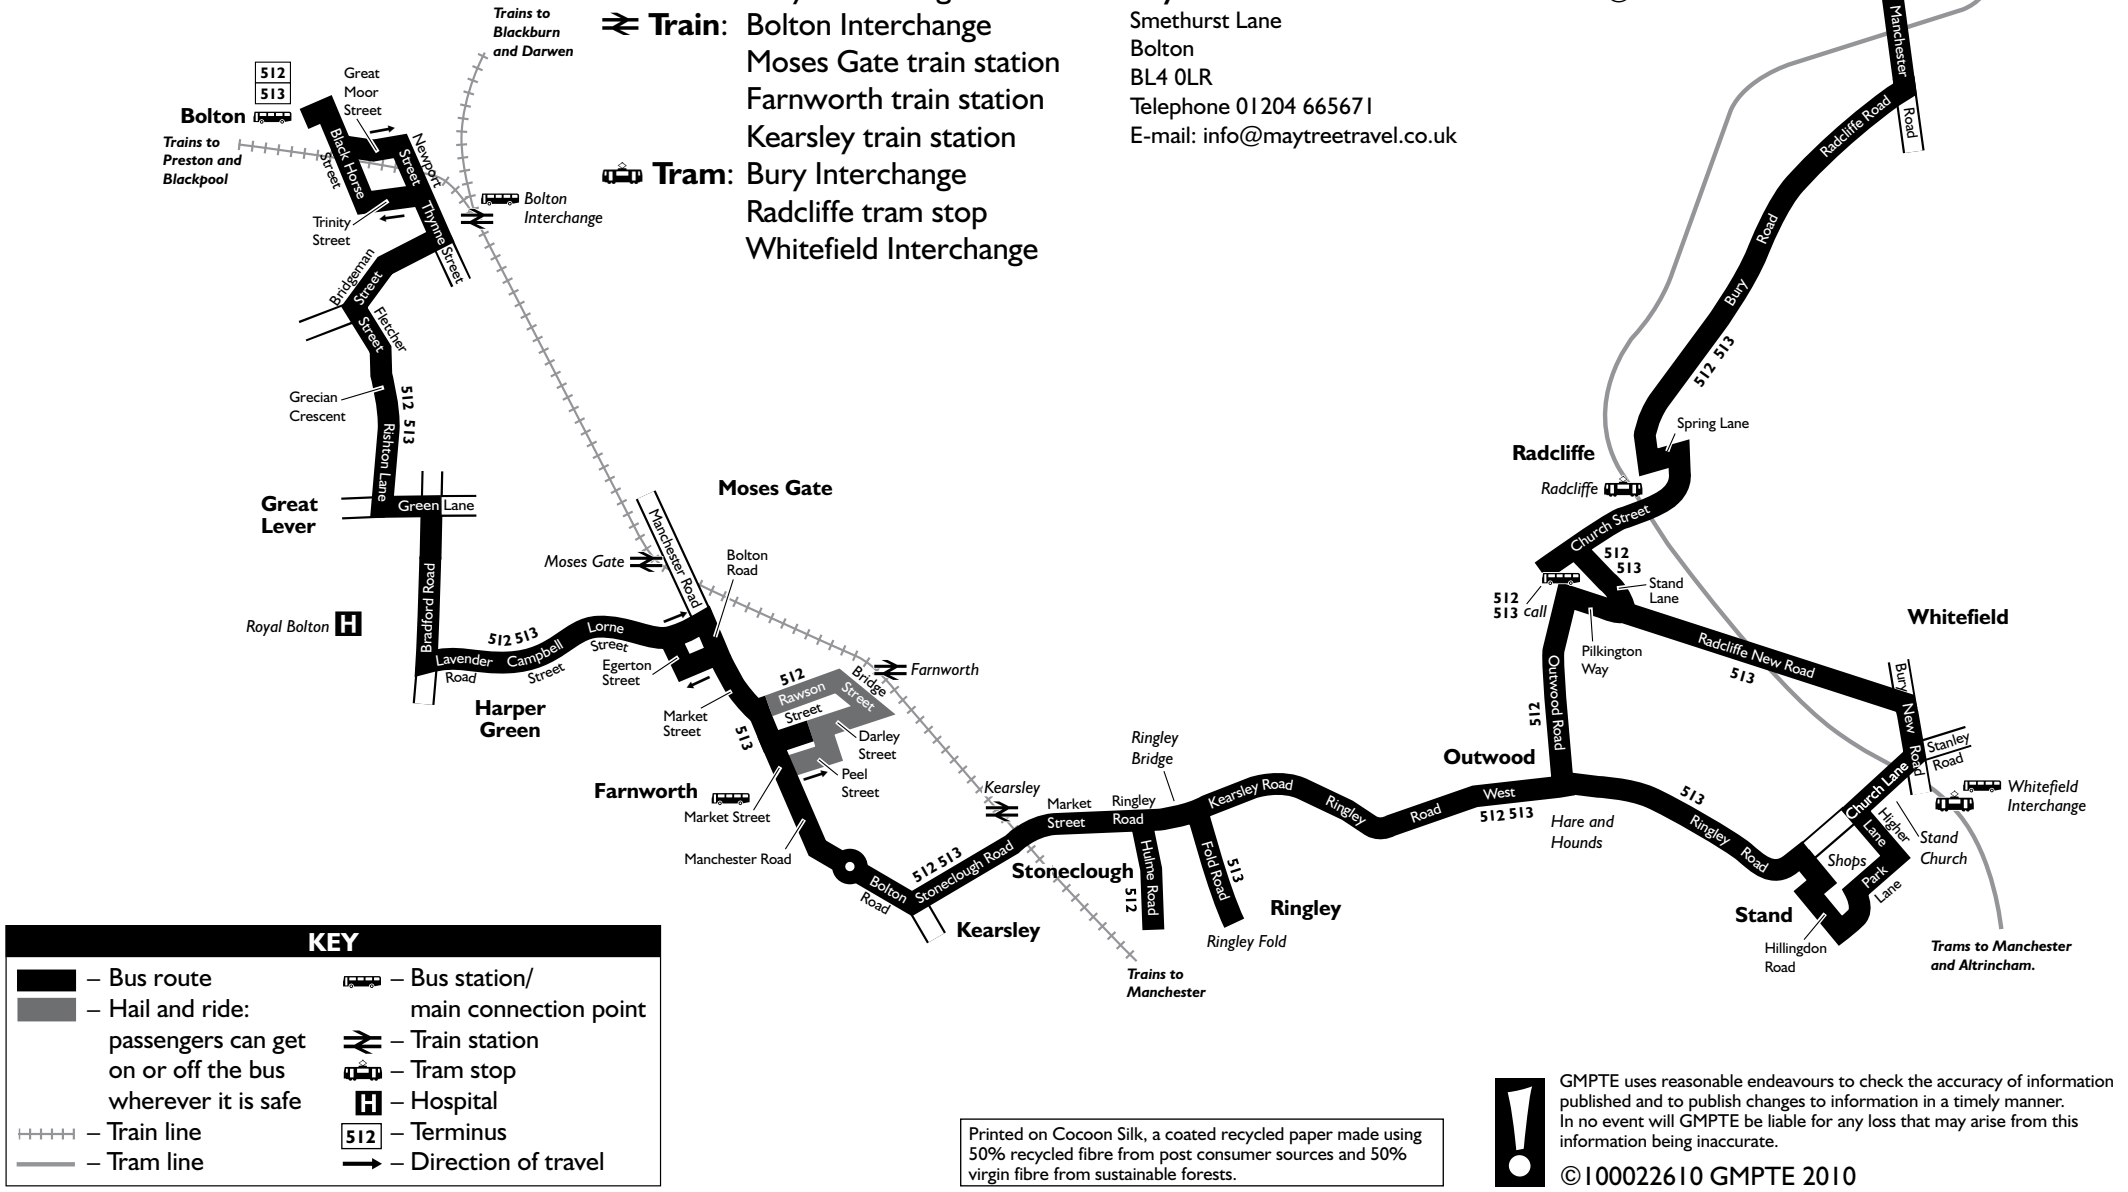 Train: Bolton Interchange
Moses Gate train station
Farnworth train station
Kearsley train station
Tram: Bury Interchange
Radcliffe tram stop
Whitefield Interchange
Smethurst Lane
Bolton
BL4 0LR
Telephone 01204 665671
E-mail: info@maytreetravel.co.uk
Trains to
Blackburn
and Darwen
512
513
Bolton
Great
Moor
Street
Trains to
Preston and
Blackpool
Black Horse
Street
Newport
Street
Trinity
Street
Thynne Street
Bolton
Interchange
Bridgeman
Street
Fletcher
Street
Grecian
Crescent
512 513
Rishton Lane
Great
Lever
Green Lane
Bradford Road
Royal Bolton H
Lavender
Road
512 513
Campbell
Street
Lorne
Street
Harper
Green
Egerton
Street
Moses Gate
Moses Gate
Manchester Road
Bolton
Road
Market
Street
513
512
Rawson
Street
Bridge
Street
Farnworth
Darley
Street
Peel
Street
Farnworth
Market Street
Manchester Road
Bolton
Road
512 513
Stoneclough Road
Kearsley
Kearsley
Market
Street
Stoneclough
Ringley
Road
Ringley
Bridge
Hulme Road
512
Fold Road
513
Ringley
Ringley Fold
Trains to
Manchester
Kearsley Road
Ringley
Road
West
512 513
Outwood
Hare and
Hounds
512
Outwood Road
513
Ringley
Road
Manchester
Road
Radcliffe Road
Road
Bury
512 513
Spring Lane
Radcliffe
Radcliffe
Church Street
512
513
Stand
Lane
512
513 call
Pilkington
Way
Radcliffe New Road
513
Whitefield
Bury
New
Road
Stanley
Road
Church Lane
Higher
Lane
Whitefield
Interchange
Stand
Church
Shops
Park
Lane
Stand
Hillingdon
Road
Trams to Manchester
and Altrincham.
KEY
– Bus route
– Hail and ride:
passengers can get
on or off the bus
wherever it is safe
– Train line
– Tram line
– Bus station/
main connection point
– Train station
– Tram stop
H – Hospital
512 – Terminus
– Direction of travel
Printed on Cocoon Silk, a coated recycled paper made using
50% recycled fibre from post consumer sources and 50%
virgin fibre from sustainable forests.
! GMPTE uses reasonable endeavours to check the accuracy of information
published and to publish changes to information in a timely manner.
In no event will GMPTE be liable for any loss that may arise from this
information being inaccurate.
©100022610 GMPTE 2010